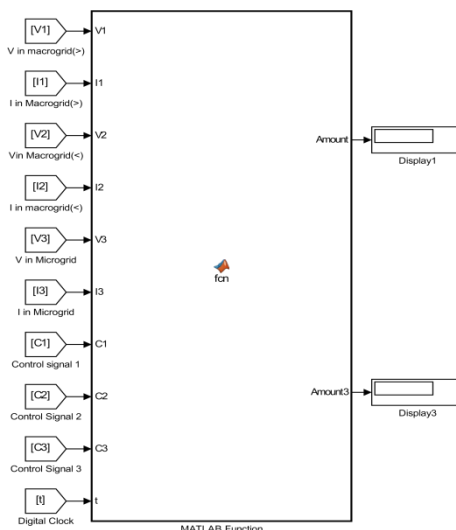 [V1]
V1
V in macrogrid(>)
[I1]
I1
I in Macrogrid(>)
[V2]
V2
Vin Macrogrid(<)
[I2]
I2
I in macrogrid(<)
[V3]
V3
V in Microgrid
[I3]
I3
I in Microgrid
[C1]
C1
Control signal 1
[C2]
C2
Control Signal 2
[C3]
C3
Control Signal 3
[t]
t
Digital Clock
fcn
MATLAB Function
Amount
Display1
Amount3
Display3